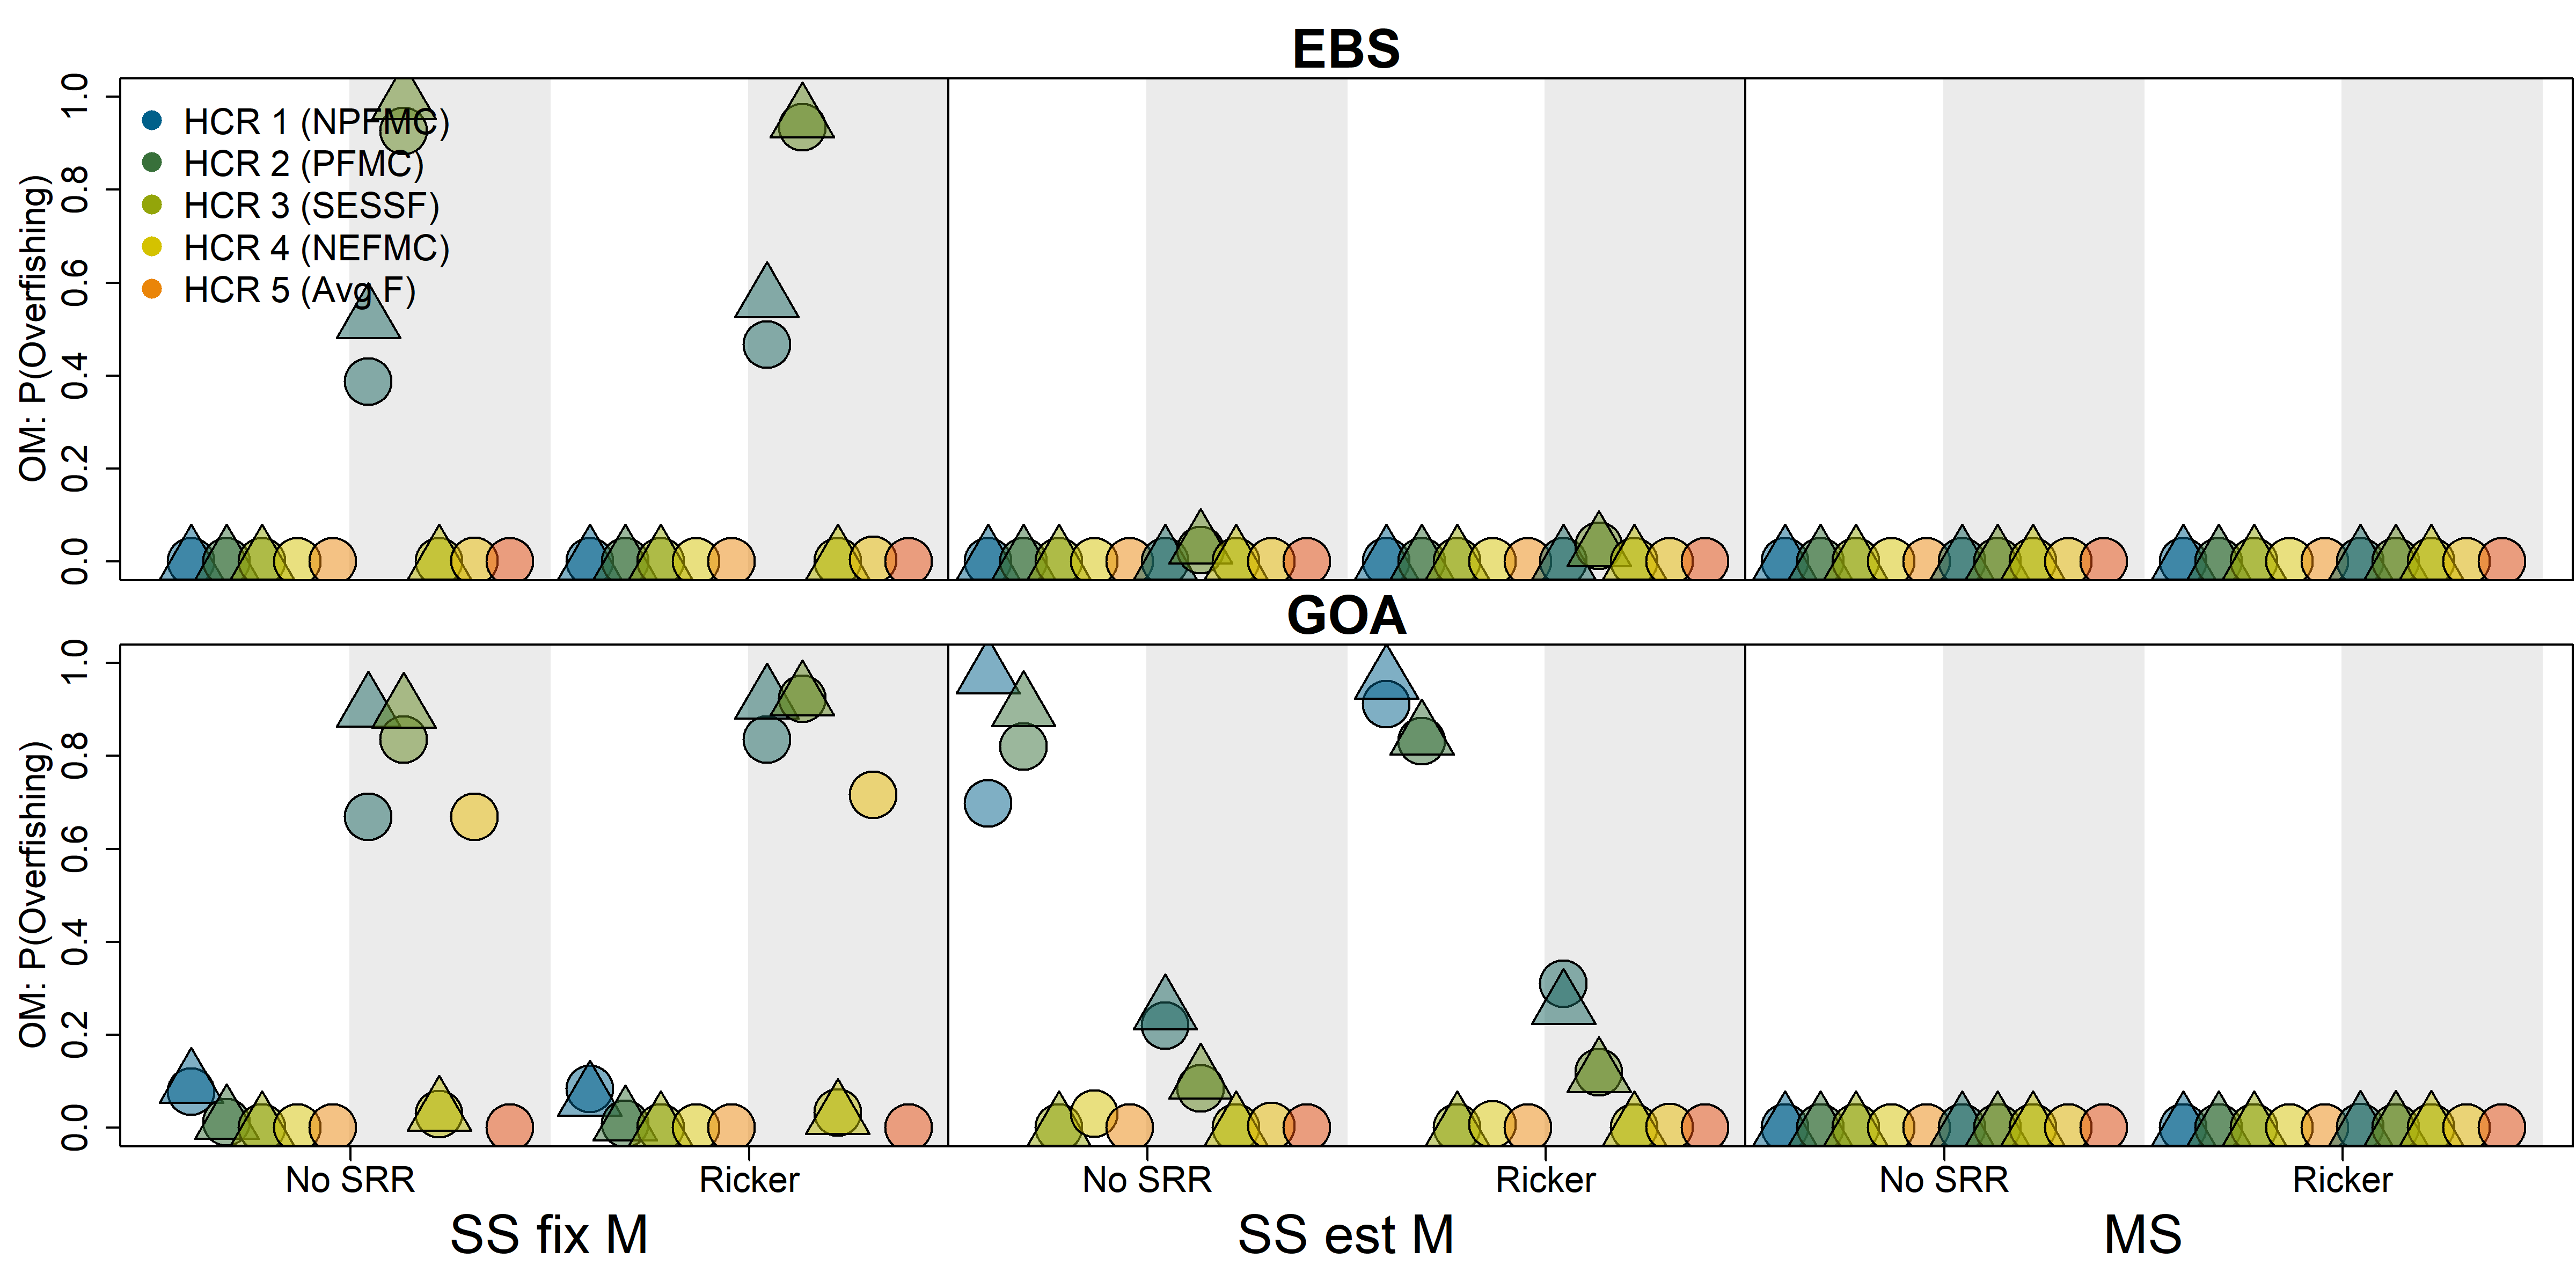 EBS
OM: P(Overfishing)
1.0
0.8
0.6
0.4
0.2
0.0
HCR 1 (NPFMC)
HCR 2 (PFMC)
HCR 3 (SESSF)
HCR 4 (NEFMC)
HCR 5 (Avg F)
GOA
OM: P(Overfishing)
1.0
0.8
0.6
0.4
0.2
0.0
No SRR Ricker No SRR Ricker No SRR Ricker
SS fix M SS est M MS